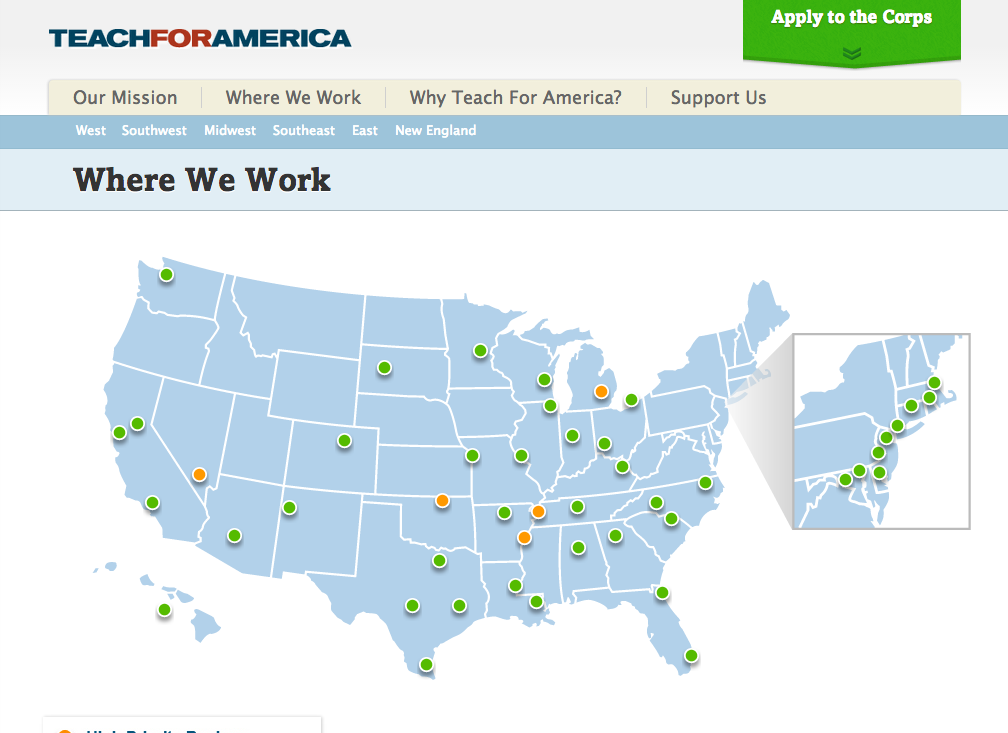 TEACHFORAMERICA
Apply to the Corps
Our Mission Where We Work Why Teach For America? Support Us
West Southwest Midwest Southeast East New England
Where We Work